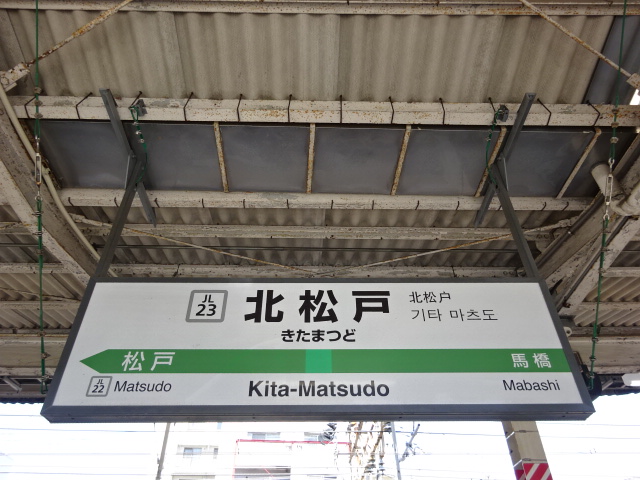 JL
23
北松戸
北松户
기타 마츠도
きたまつど
松戸
馬橋
JL
22
Matsudo
Kita-Matsudo
Mabashi